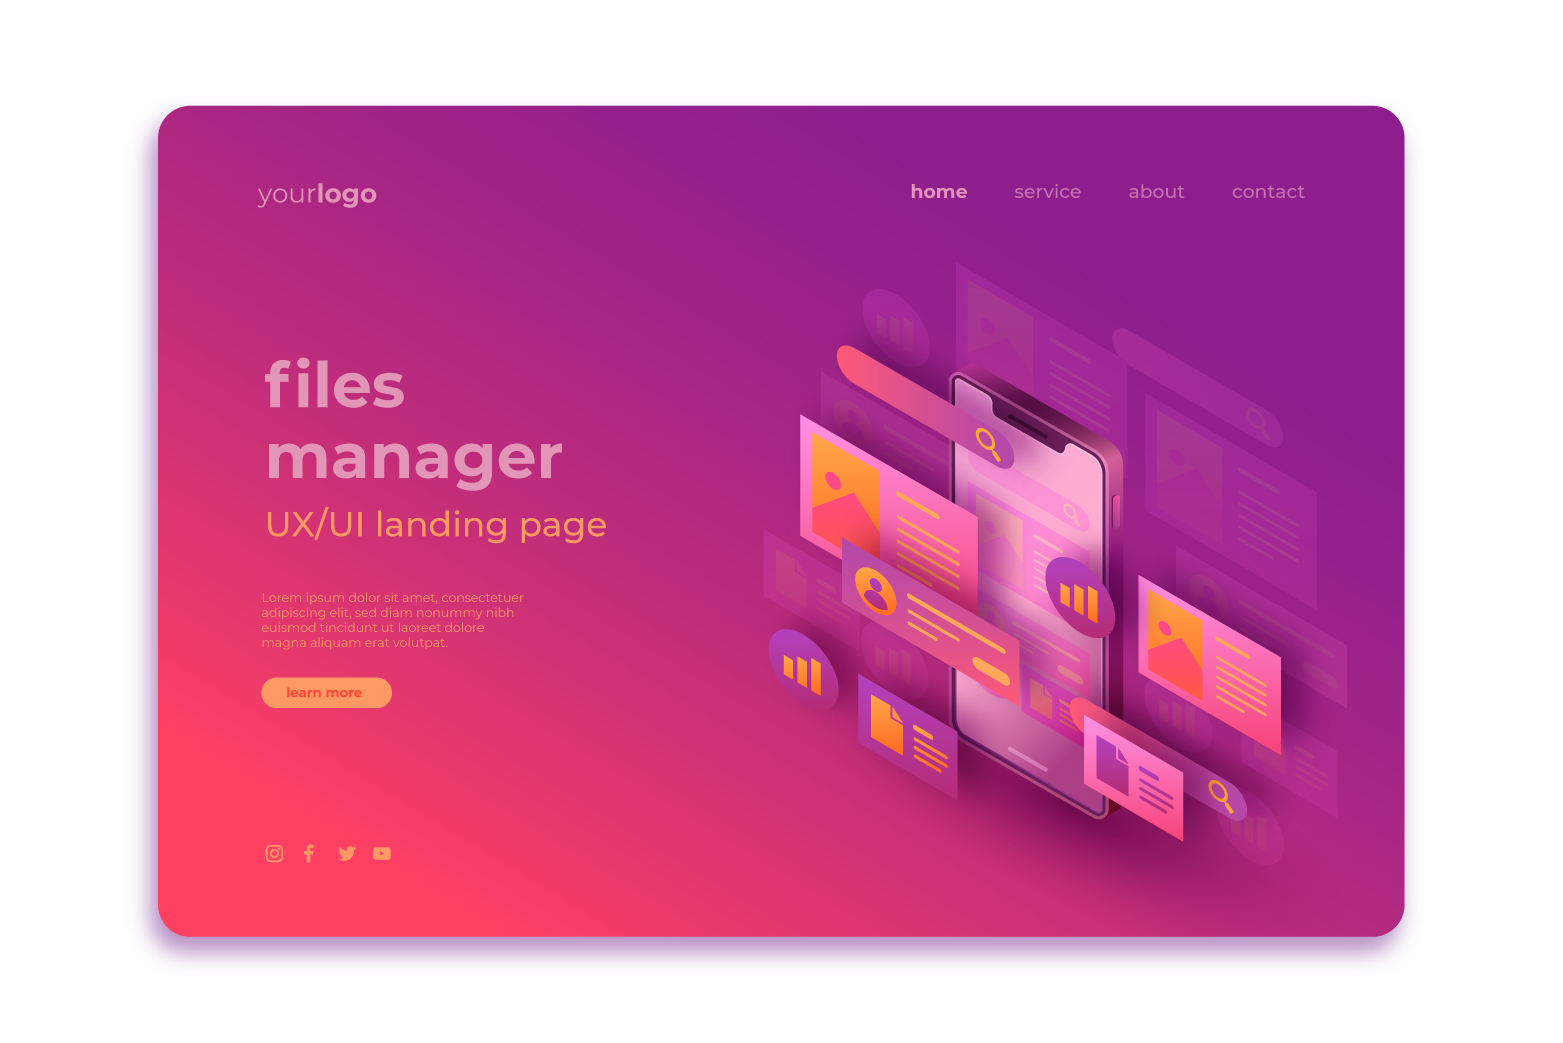 yourlogo
home service about contact
files
manager
UX/UI landing page
Lorem ipsum dolor sit amet, consectetuer
adipiscing elit, sed diam nonummy nibh
euismod tincidunt ut laoreet dolore
magna aliquam erat volutpat.
learn more